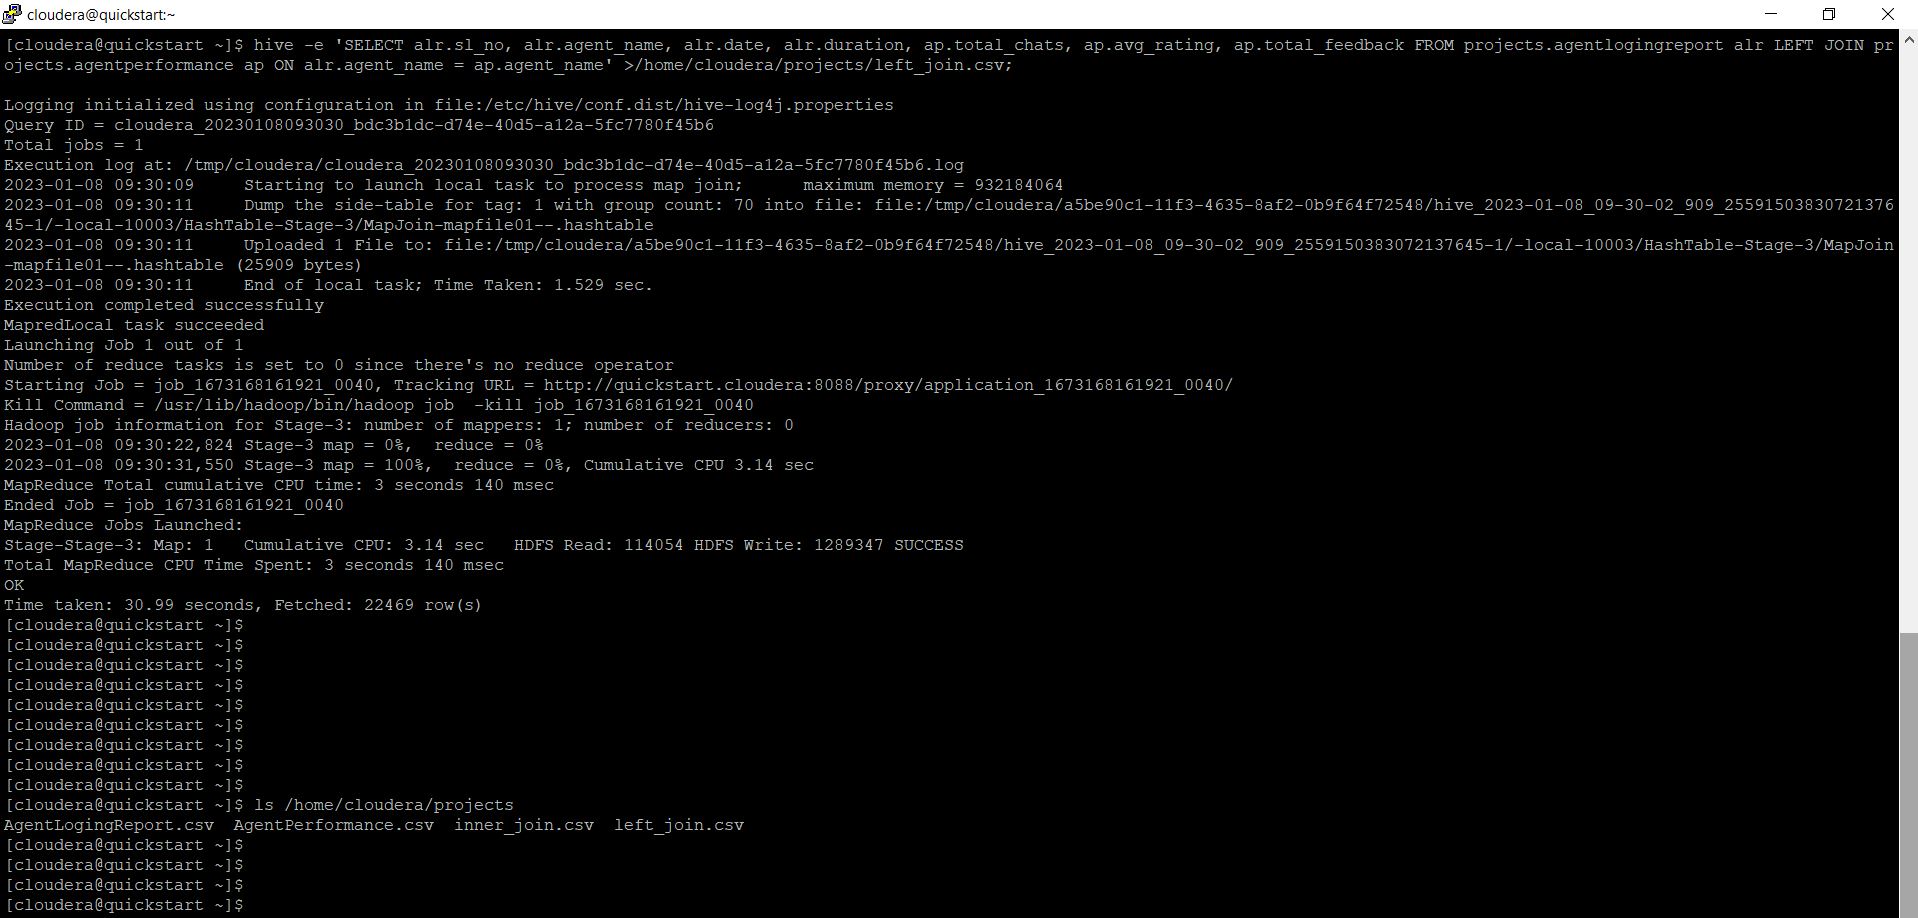 cloudera@quickstart:~
[cloudera@quickstart ~]$ hive -e 'SELECT alr.sl_no, alr.agent_name, alr.date, alr.duration, ap.total_chats, ap.avg_rating, ap.total_feedback FROM projects.agentlogingreport alr LEFT JOIN pr
ojects.agentperformance ap ON alr.agent_name = ap.agent_name' >/home/cloudera/projects/left_join.csv;
Logging initialized using configuration in file:/etc/hive/conf.dist/hive-log4j.properties
Query ID = cloudera_20230108093030_bdc3b1dc-d74e-40d5-a12a-5fc7780f45b6
Total jobs = 1
Execution log at: /tmp/cloudera/cloudera_20230108093030_bdc3b1dc-d74e-40d5-a12a-5fc7780f45b6.log
2023-01-08 09:30:09     Starting to launch local task to process map join;      maximum memory = 932184064
2023-01-08 09:30:11     Dump the side-table for tag: 1 with group count: 70 into file: file:/tmp/cloudera/a5be90c1-11f3-4635-8af2-0b9f64f72548/hive_2023-01-08_09-30-02_909_25591503830721376
45-1/-local-10003/HashTable-Stage-3/MapJoin-mapfile01--.hashtable
2023-01-08 09:30:11     Uploaded 1 File to: file:/tmp/cloudera/a5be90c1-11f3-4635-8af2-0b9f64f72548/hive_2023-01-08_09-30-02_909_2559150383072137645-1/-local-10003/HashTable-Stage-3/MapJoin
-mapfile01--.hashtable (25909 bytes)
2023-01-08 09:30:11     End of local task; Time Taken: 1.529 sec.
Execution completed successfully
MapredLocal task succeeded
Launching Job 1 out of 1
Number of reduce tasks is set to 0 since there's no reduce operator
Starting Job = job_1673168161921_0040, Tracking URL = http://quickstart.cloudera:8088/proxy/application_1673168161921_0040/
Kill Command = /usr/lib/hadoop/bin/hadoop job  -kill job_1673168161921_0040
Hadoop job information for Stage-3: number of mappers: 1; number of reducers: 0
2023-01-08 09:30:22,824 Stage-3 map = 0%,  reduce = 0%
2023-01-08 09:30:31,550 Stage-3 map = 100%,  reduce = 0%, Cumulative CPU 3.14 sec
MapReduce Total cumulative CPU time: 3 seconds 140 msec
Ended Job = job_1673168161921_0040
MapReduce Jobs Launched:
Stage-Stage-3: Map: 1   Cumulative CPU: 3.14 sec   HDFS Read: 114054 HDFS Write: 1289347 SUCCESS
Total MapReduce CPU Time Spent: 3 seconds 140 msec
OK
Time taken: 30.99 seconds, Fetched: 22469 row(s)
[cloudera@quickstart ~]$
[cloudera@quickstart ~]$
[cloudera@quickstart ~]$
[cloudera@quickstart ~]$
[cloudera@quickstart ~]$
[cloudera@quickstart ~]$
[cloudera@quickstart ~]$
[cloudera@quickstart ~]$
[cloudera@quickstart ~]$
[cloudera@quickstart ~]$ ls /home/cloudera/projects
AgentLogingReport.csv  AgentPerformance.csv  inner_join.csv  left_join.csv
[cloudera@quickstart ~]$
[cloudera@quickstart ~]$
[cloudera@quickstart ~]$
[cloudera@quickstart ~]$